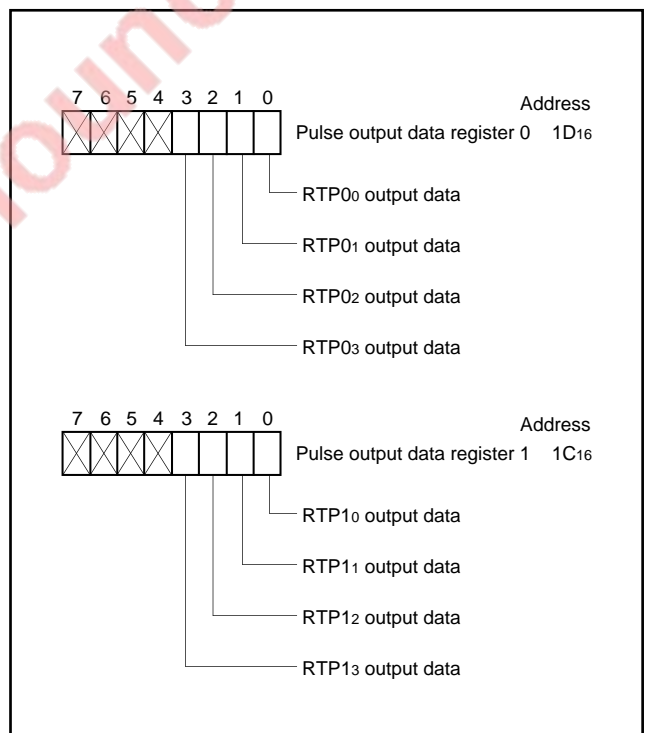 ounc
7 6 5 4 3 2 1 0
Address
Pulse output data register 0 1D16
RTP00 output data
RTP01 output data
RTP02 output data
RTP03 output data
7 6 5 4 3 2 1 0
Address
Pulse output data register 1 1C16
RTP10 output data
RTP11 output data
RTP12 output data
RTP13 output data